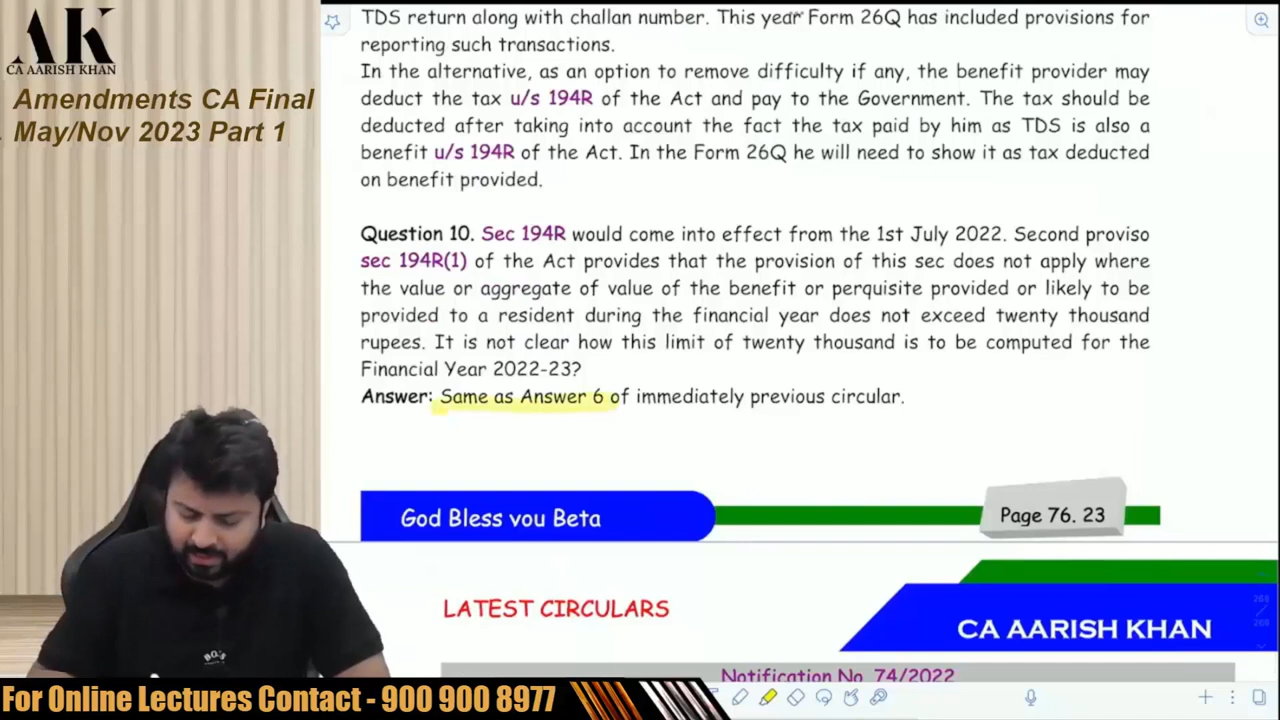 AK
CA AARISH KHAN
Amendments CA Final
May/Nov 2023 Part 1
TDS return along with challan number. This year Form 26Q has included provisions for
reporting such transactions.
In the alternative, as an option to remove difficulty if any, the benefit provider may
deduct the tax u/s 194R of the Act and pay to the Government. The tax should be
deducted after taking into account the fact the tax paid by him as TDS is also a
benefit u/s 194R of the Act. In the Form 26Q he will need to show it as tax deducted
on benefit provided.
Question 10. Sec 194R would come into effect from the 1st July 2022. Second proviso
sec 194R(1) of the Act provides that the provision of this sec does not apply where
the value or aggregate of value of the benefit or perquisite provided or likely to be
provided to a resident during the financial year does not exceed twenty thousand
rupees. It is not clear how this limit of twenty thousand is to be computed for the
Financial Year 2022-23?
Answer: Same as Answer 6 of immediately previous circular.
God Bless you Beta
Page 76. 23
LATEST CIRCULARS
CA AARISH KHAN
Notification No. 74/2022
268
/
268
For Online Lectures Contact - 900 900 8977